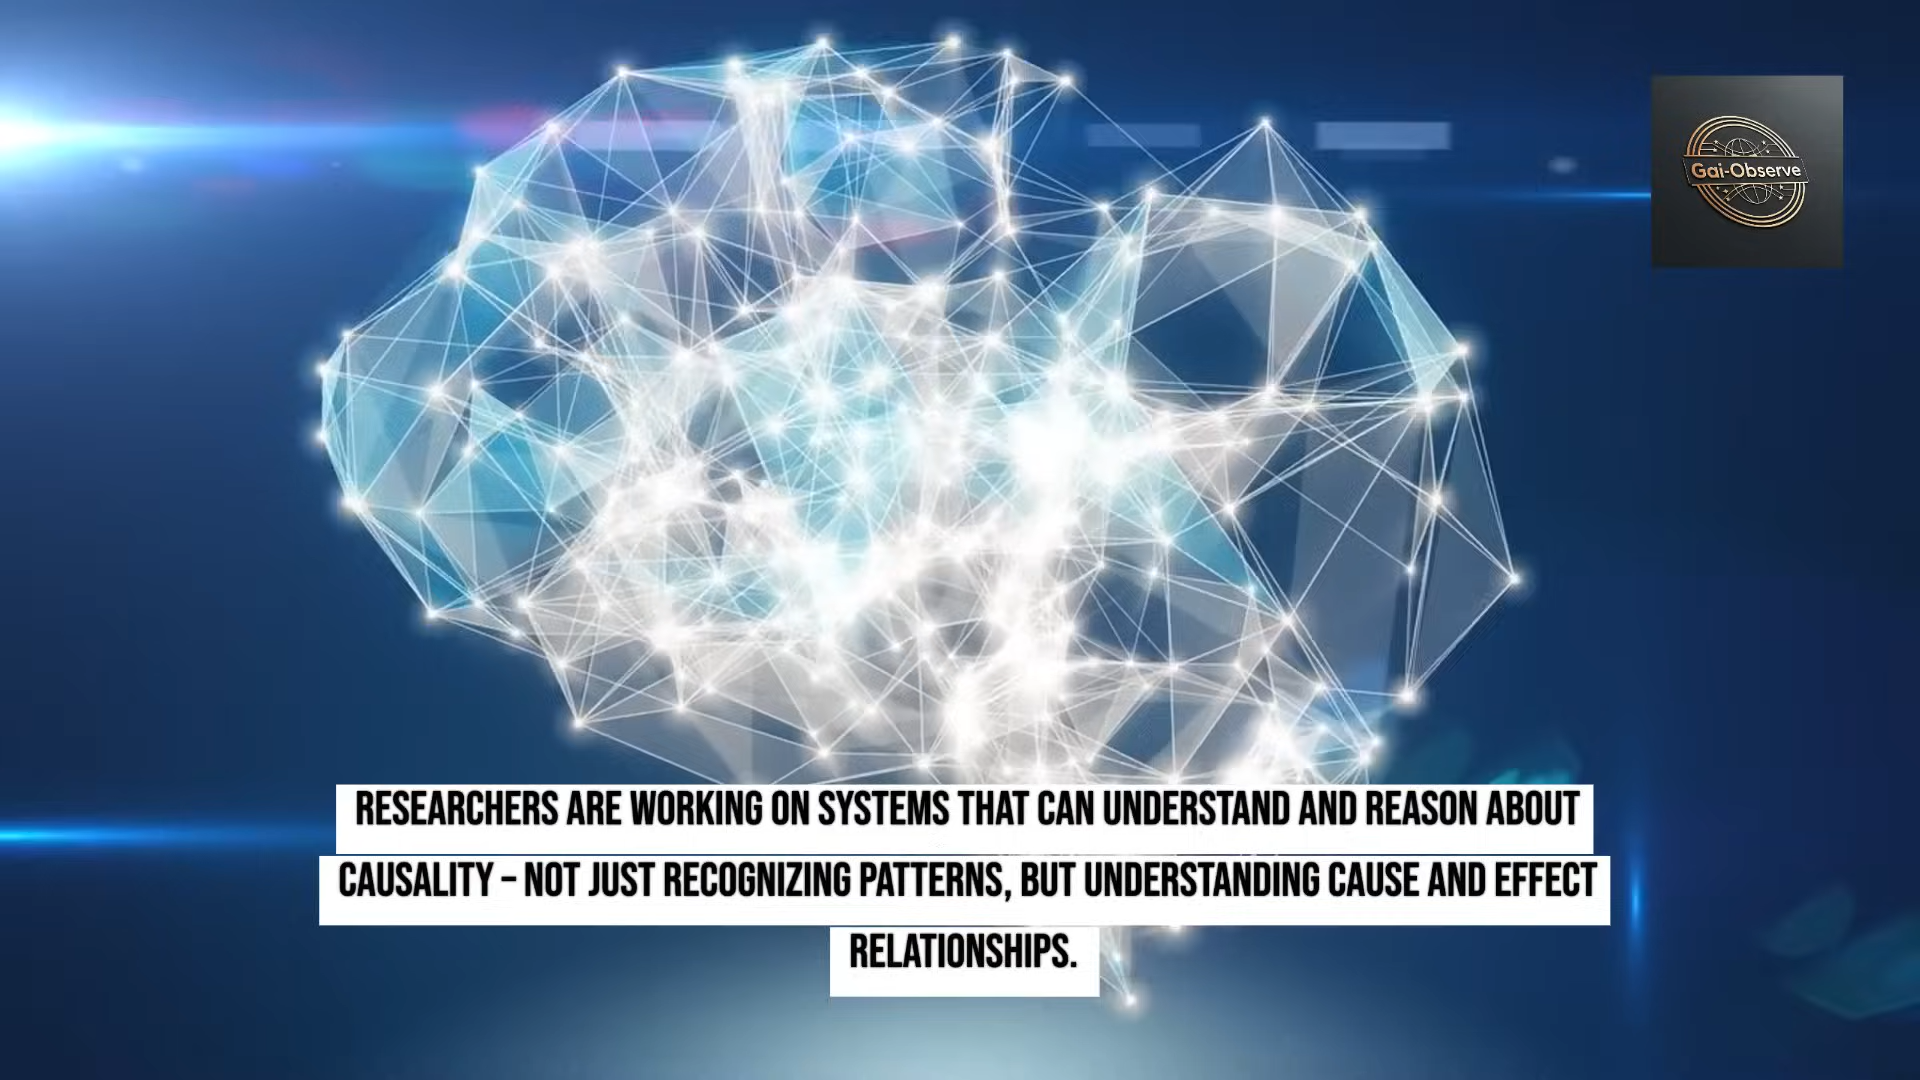 Gai-Observe
RESEARCHERS ARE WORKING ON SYSTEMS THAT CAN UNDERSTAND AND REASON ABOUT
CAUSALITY – NOT JUST RECOGNIZING PATTERNS, BUT UNDERSTANDING CAUSE AND EFFECT
RELATIONSHIPS.